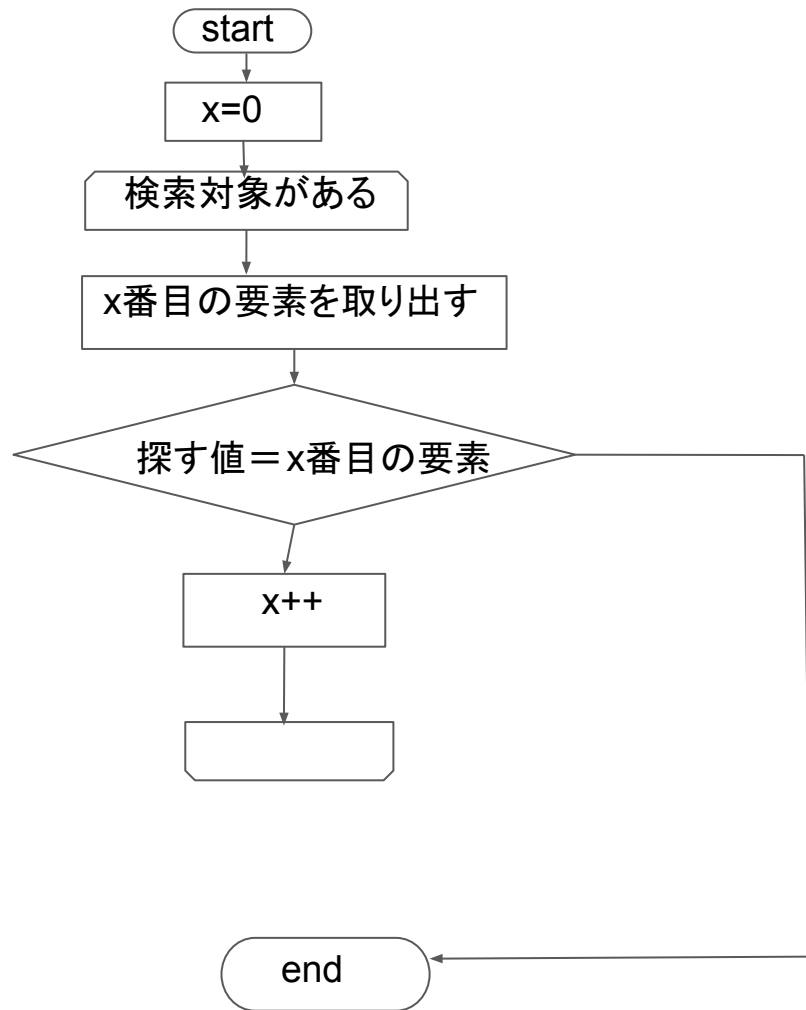 start
x=0
検索対象がある
x番目の要素を取り出す
探す値＝x番目の要素
x++
end